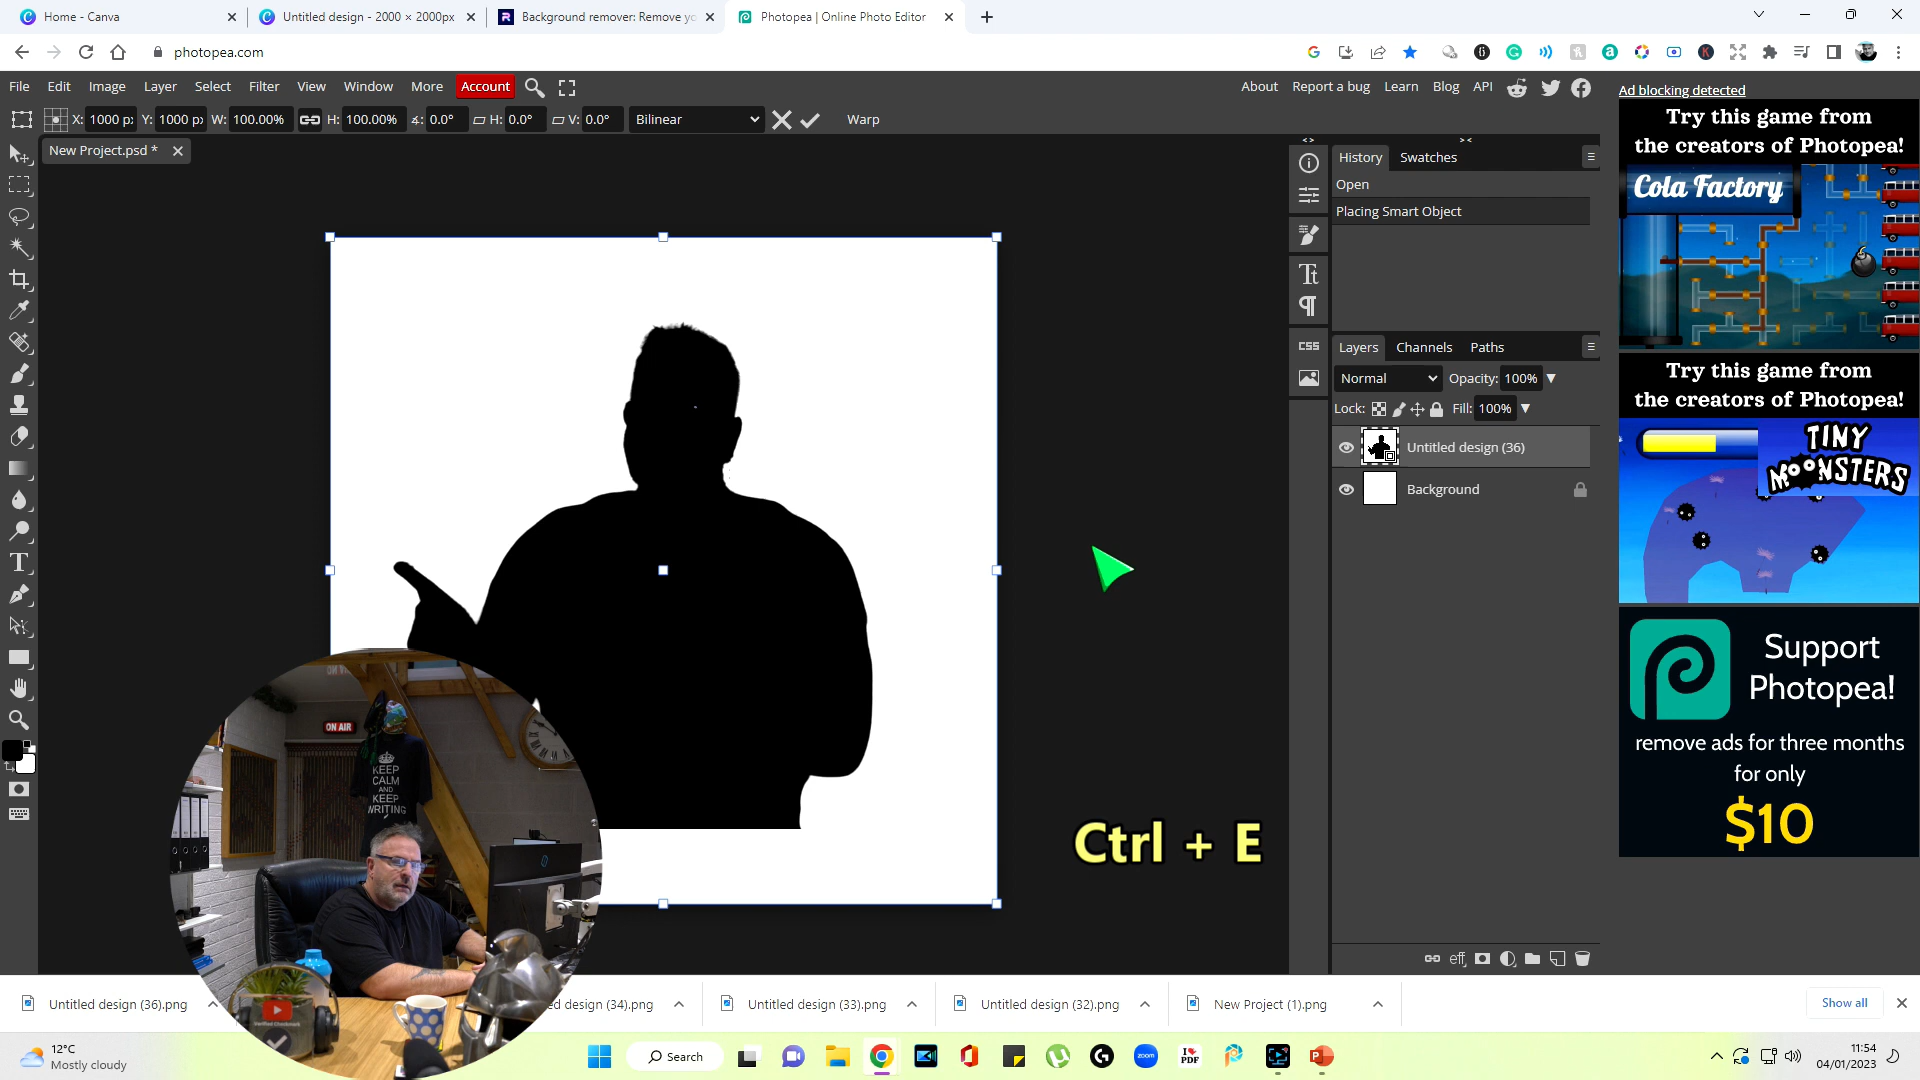 Home - Canva
Untitled design - 2000 × 2000px
Background remover: Remove yo
Photopea | Online Photo Editor
photopea.com
File Edit Image Layer Select Filter View Window More Account
About Report a bug Learn Blog API
Ad blocking detected
X: 1000 p: Y: 1000 p: W: 100.00% H: 100.00% 0.0° H: 0.0° V: 0.0° Bilinear Warp
New Project.psd *
History Swatches
Open
Placing Smart Object
Layers Channels Paths
Normal Opacity: 100%
Lock: Fill: 100%
Untitled design (36)
Background
Try this game from
the creators of Photopea!
Cola Factory
Try this game from
the creators of Photopea!
TINY
MOONSTERS
Support
Photopea!
remove ads for three months
for only
$10
css
eff
ON AIR
KEEP
CALM
AND
KEEP
WRITING
Ctrl + E
Untitled design (36).png
ed design (34).png
Untitled design (33).png
Untitled design (32).png
New Project (1).png
Show all
12°C
Mostly cloudy
Search
zoom
I PDF
11:54
04/01/2023